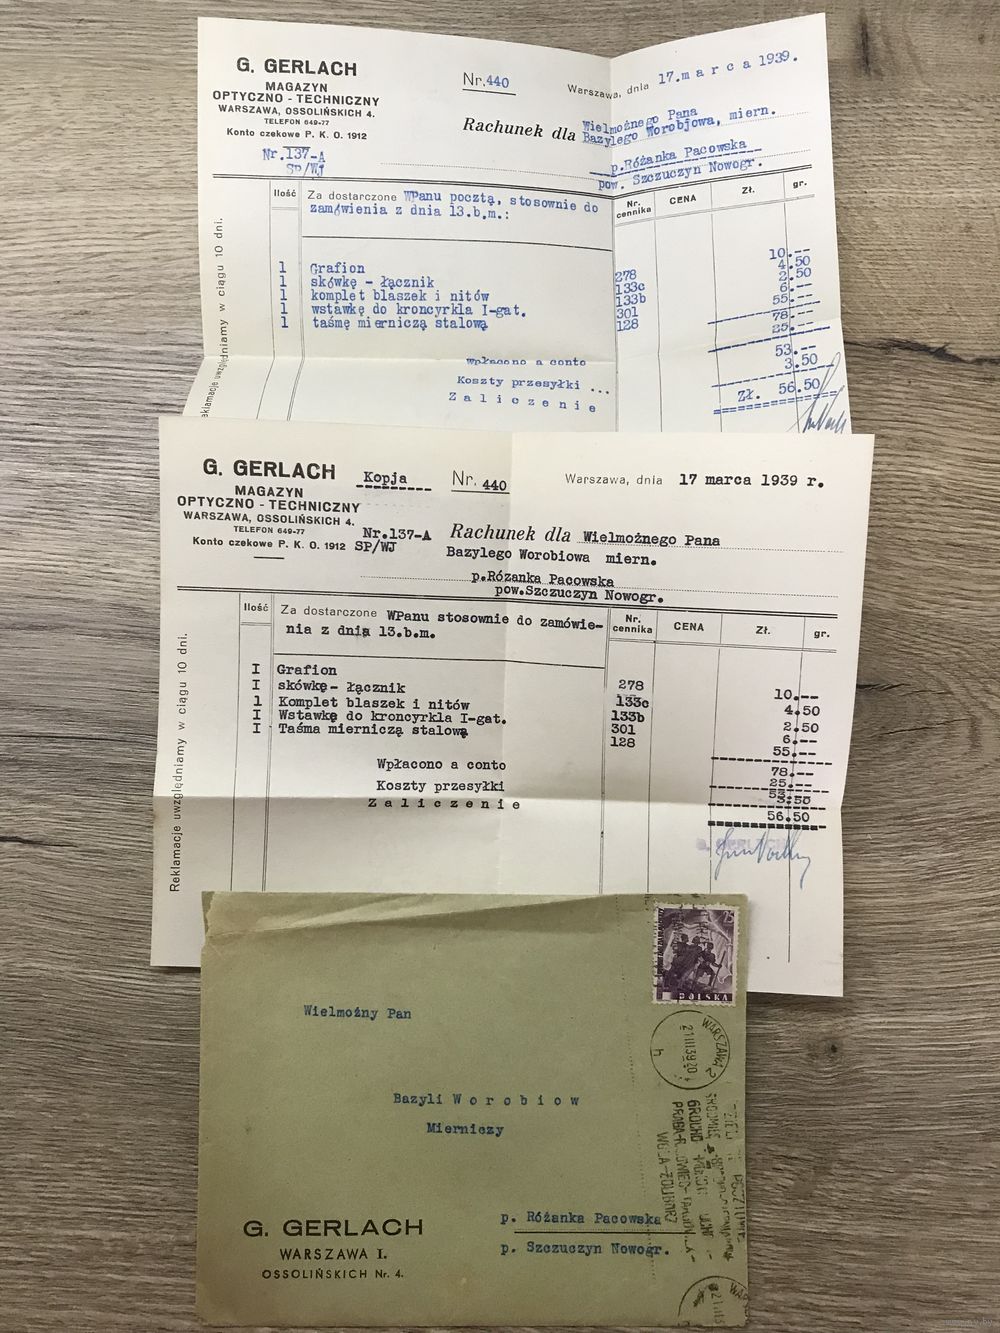 G. GERLACH
MAGAZYN
OPTYCZNO - TECHNICZNY
WARSZAWA, OSSOLIŃSKICH 4.
TELEFON 649-77
Konto czekowe P. K. O. 1912
Nr.137-A
SP/WJ
Nr. 440
Warszawa, dnia 17.marca 1939.
Rachunek dla Wielmożnego Pana
Bazylego Worobjowa, miern.
p.Różanka Pacowska
pow. Szczuczyn Nowogr.
Ilość Za dostarczone WPanu pocztą, stosownie do zamówienia z dnia 13.b.m.: Nr. cennika CENA Zł. gr.
1 Grafion 278 10.--
1 skówkę - łącznik 133c 4.50
1 komplet blaszek i nitów 133b 2.50
1 wstawkę do kroncyrkla I-gat. 301 6.--
1 taśmę mierniczą stalową 128 55.--
78.--
Wpłacono a conto 25.--
53.--
Koszty przesyłki ... 3.50
Zaliczenie Zł. 56.50
Reklamacje uwzględniamy w ciągu 10 dni.
G. GERLACH
MAGAZYN
OPTYCZNO - TECHNICZNY
WARSZAWA, OSSOLIŃSKICH 4.
TELEFON 649-77
Konto czekowe P. K. O. 1912
Kopja
Nr.137-A
SP/WJ
Nr. 440
Warszawa, dnia 17 marca 1939 r.
Rachunek dla Wielmożnego Pana
Bazylego Worobiowa miern.
p.Różanka Pacowska
pow.Szczuczyn Nowogr.
Ilość Za dostarczone WPanu stosownie do zamówie- Nr. cennika CENA Zł. gr.
nia z dnia 13.b.m.
I Grafion 278 10.--
I skówkę- łącznik 133c 4.50
1 Komplet blaszek i nitów 133b 2.50
I Wstawkę do kroncyrkla I-gat. 301 6.--
I Taśma mierniczą stalową 128 55.--
78.--
Wpłacono a conto 25.--
53.--
Koszty przesyłki 3.50
Zaliczenie 56.50
Reklamacje uwzględniamy w ciągu 10 dni.
G. GERLACH
POLSKA
15
WARSZAWA 2
21 III 39 20
Wielmożny Pan
Bazyli Worobiow
Mierniczy
p. Różanka Pacowska
p. Szczuczyn Nowogr.
G. GERLACH
WARSZAWA I.
OSSOLIŃSKICH Nr. 4.